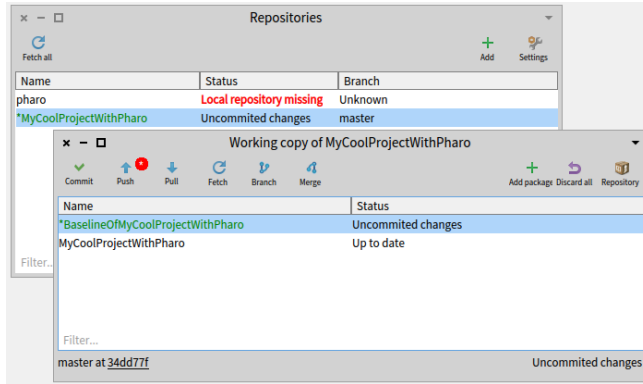 Repositories
Fetch all
Add Settings
Name Status Branch
pharo Local repository missing Unknown
*MyCoolProjectWithPharo Uncommited changes master
Working copy of MyCoolProjectWithPharo
Commit Push Pull Fetch Branch Merge Add package Discard all Repository
Name Status
*BaselineOfMyCoolProjectWithPharo Uncommited changes
MyCoolProjectWithPharo Up to date
Filter...
Filter...
master at 34dd77f Uncommited changes